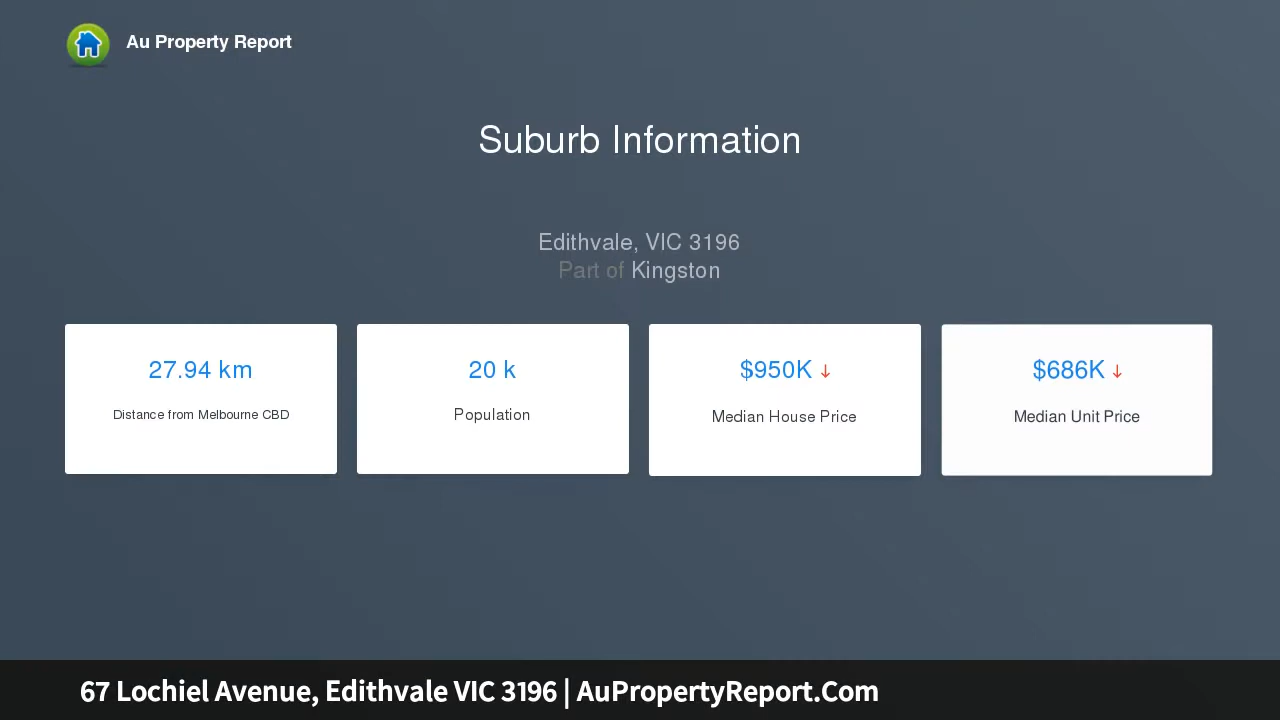 Au Property Report
Suburb Information
Edithvale, VIC 3196
Part of Kingston
27.94 km
Distance from Melbourne CBD
20 k
Population
$950K ↓
Median House Price
$686K ↓
Median Unit Price
67 Lochiel Avenue, Edithvale VIC 3196 | AuPropertyReport.Com